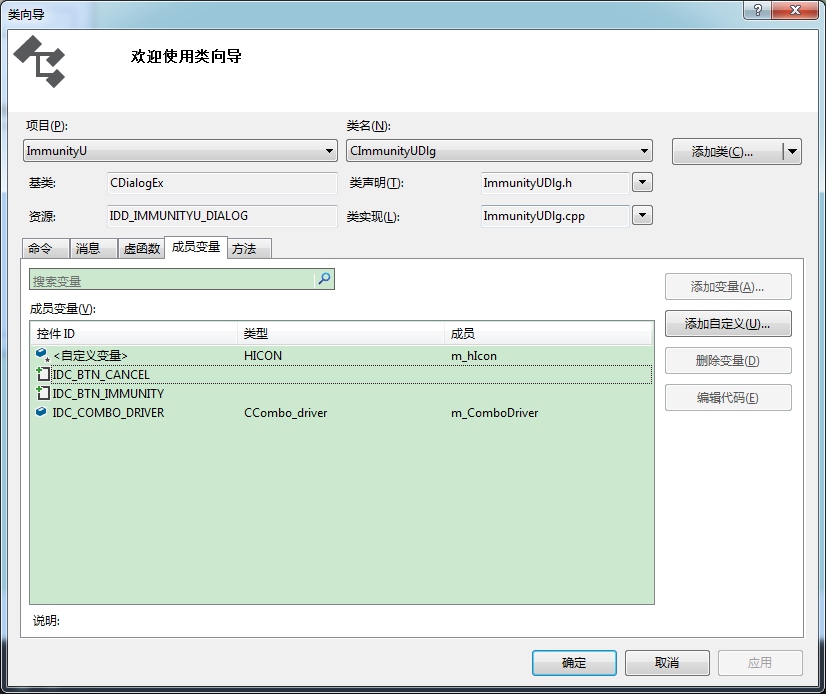 类向导
欢迎使用类向导
项目(P):
类名(N):
ImmunityU
CImmunityUDlg
添加类(C)...
基类:
CDialogEx
类声明(T):
ImmunityUDlg.h
资源:
IDD_IMMUNITYU_DIALOG
类实现(L):
ImmunityUDlg.cpp
命令 消息 虚函数 成员变量 方法
搜索变量
添加变量(A)...
成员变量(V):
控件 ID 类型 成员
添加自定义(U)...
<自定义变量> HICON m_hIcon
删除变量(D)
IDC_BTN_CANCEL
IDC_BTN_IMMUNITY
编辑代码(E)
IDC_COMBO_DRIVER CCombo_driver m_ComboDriver
说明:
确定 取消 应用